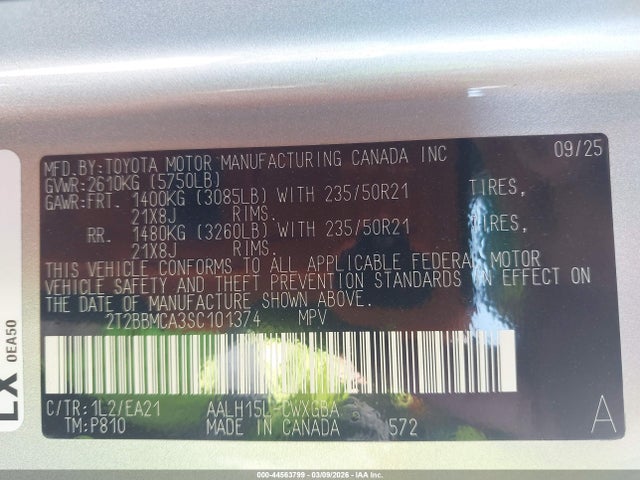 MFD.BY:TOYOTA MOTOR MANUFACTURING CANADA INC 09/25
GVWR:2610KG (5750LB)
GAWR:FRT. 1400KG (3085LB) WITH 235/50R21 TIRES,
21X8J RIMS.
RR. 1480KG (3260LB) WITH 235/50R21 TIRES,
21X8J RIMS.
THIS VEHICLE CONFORMS TO ALL APPLICABLE FEDERAL MOTOR
VEHICLE SAFETY AND THEFT PREVENTION STANDARDS IN EFFECT ON
THE DATE OF MANUFACTURE SHOWN ABOVE.
2T2BBMCA3SC101374 MPV
C/TR:1L2/EA21 AALH15L-CWXGBA
TM:P810 MADE IN CANADA 572 A
LX
0EA50
000-44563799 - 03/09/2026 - IAAI Inc.